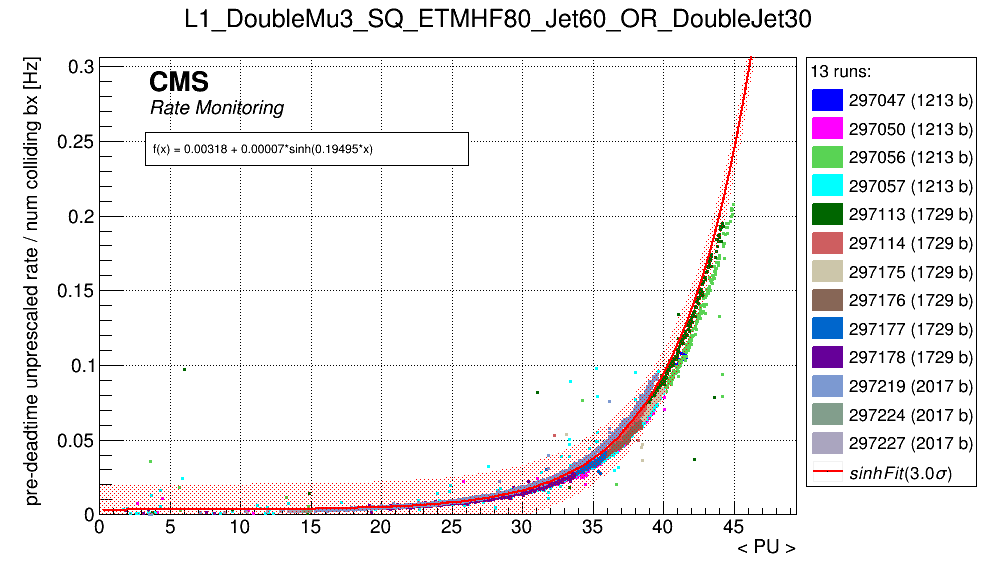 L1_DoubleMu3_SQ_ETMHF80_Jet60_OR_DoubleJet30
pre-deadtime unprescaled rate / num colliding bx [Hz]
CMS
Rate Monitoring
f(x) = 0.00318 + 0.00007*sinh(0.19495*x)
0.3
0.25
0.2
0.15
0.1
0.05
0
0 5 10 15 20 25 30 35 40 45
< PU >
13 runs:
297047 (1213 b)
297050 (1213 b)
297056 (1213 b)
297057 (1213 b)
297113 (1729 b)
297114 (1729 b)
297175 (1729 b)
297176 (1729 b)
297177 (1729 b)
297178 (1729 b)
297219 (2017 b)
297224 (2017 b)
297227 (2017 b)
sinhFit(3.0σ)